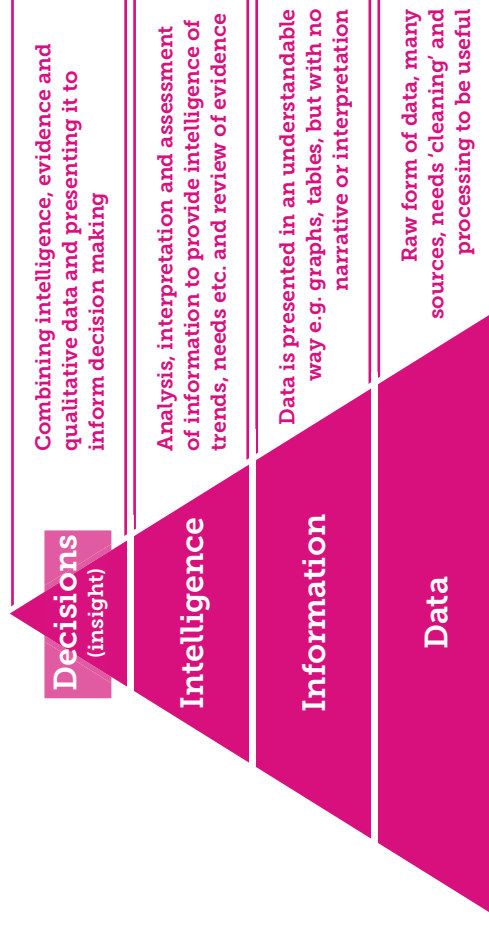 Decisions
(insight)
Combining intelligence, evidence and
qualitative data and presenting it to
inform decision making
Intelligence
Analysis, interpretation and assessment
of information to provide intelligence of
trends, needs etc. and review of evidence
Information
Data is presented in an understandable
way e.g. graphs, tables, but with no
narrative or interpretation
Data
Raw form of data, many
sources, needs ‘cleaning’ and
processing to be useful